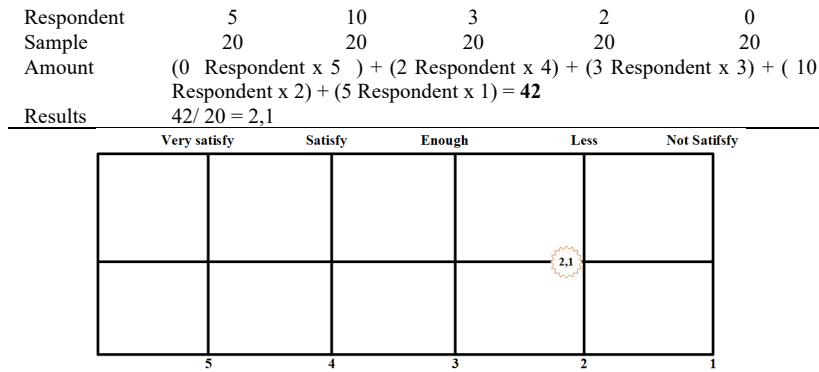 Respondent 5 10 3 2 0
Sample 20 20 20 20 20
Amount (0 Respondent x 5 ) + (2 Respondent x 4) + (3 Respondent x 3) + ( 10
Respondent x 2) + (5 Respondent x 1) = 42
Results 42/ 20 = 2,1
Very satisfy Satisfy Enough Less Not Satifsfy
2,1
5 4 3 2 1